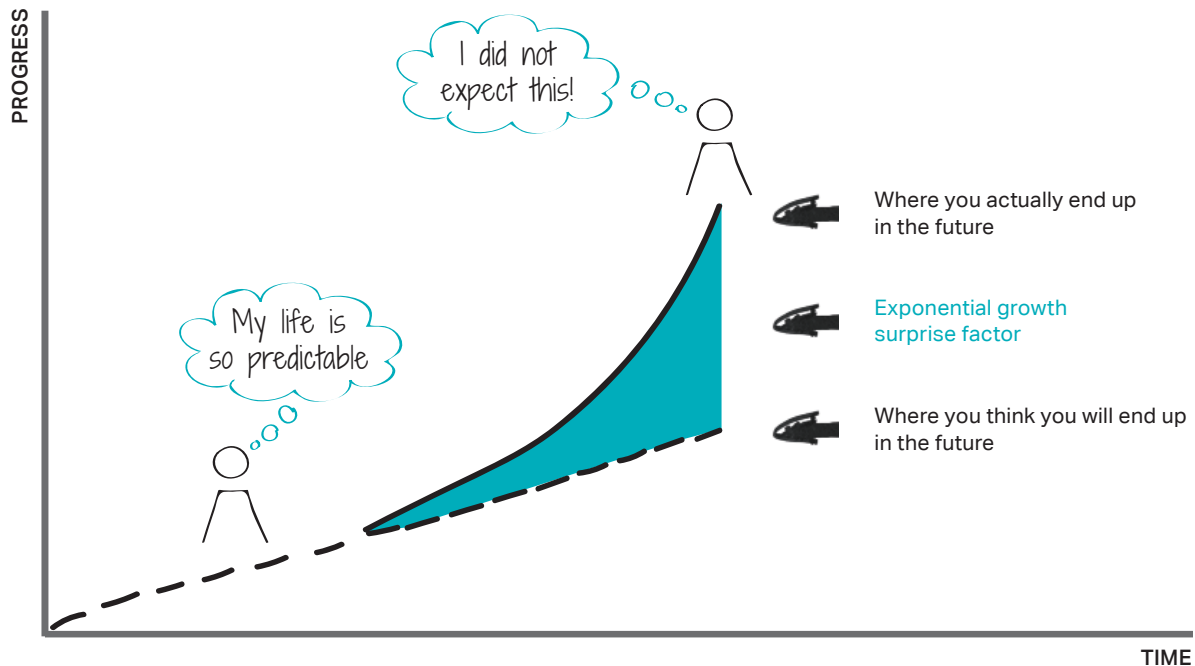 PROGRESS
I did not
expect this!
Where you actually end up
in the future
My life is
so predictable
Exponential growth
surprise factor
Where you think you will end up
in the future
TIME